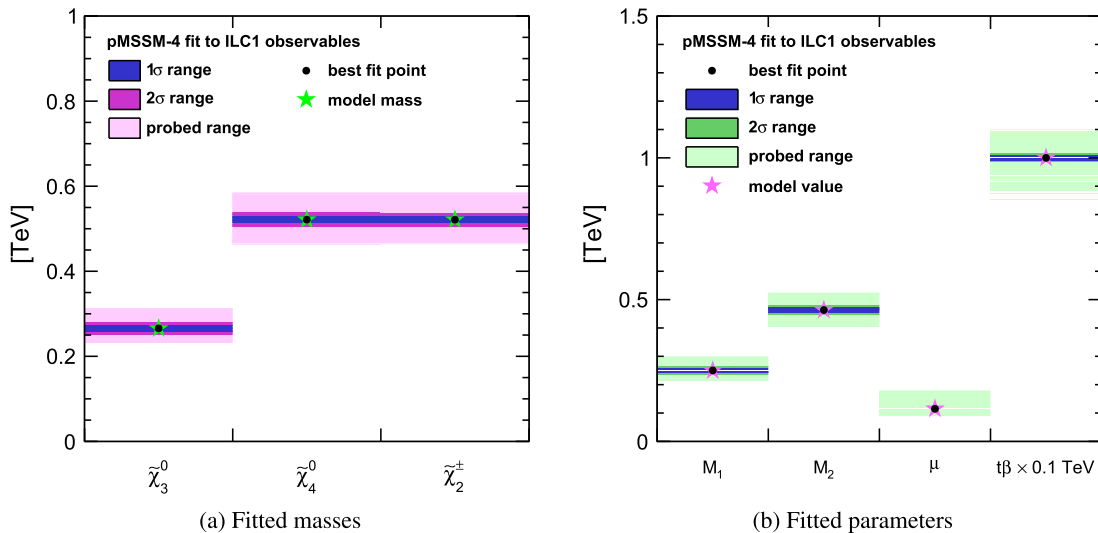 pMSSM-4 fit to ILC1 observables
1σ range
2σ range
probed range
best fit point
model mass
[TeV]
1
0.8
0.6
0.4
0.2
0
χ̃₃⁰
χ̃₄⁰
χ̃₂±
(a) Fitted masses
pMSSM-4 fit to ILC1 observables
best fit point
1σ range
2σ range
probed range
model value
[TeV]
1.5
1
0.5
0
M₁
M₂
μ
tβ × 0.1 TeV
(b) Fitted parameters